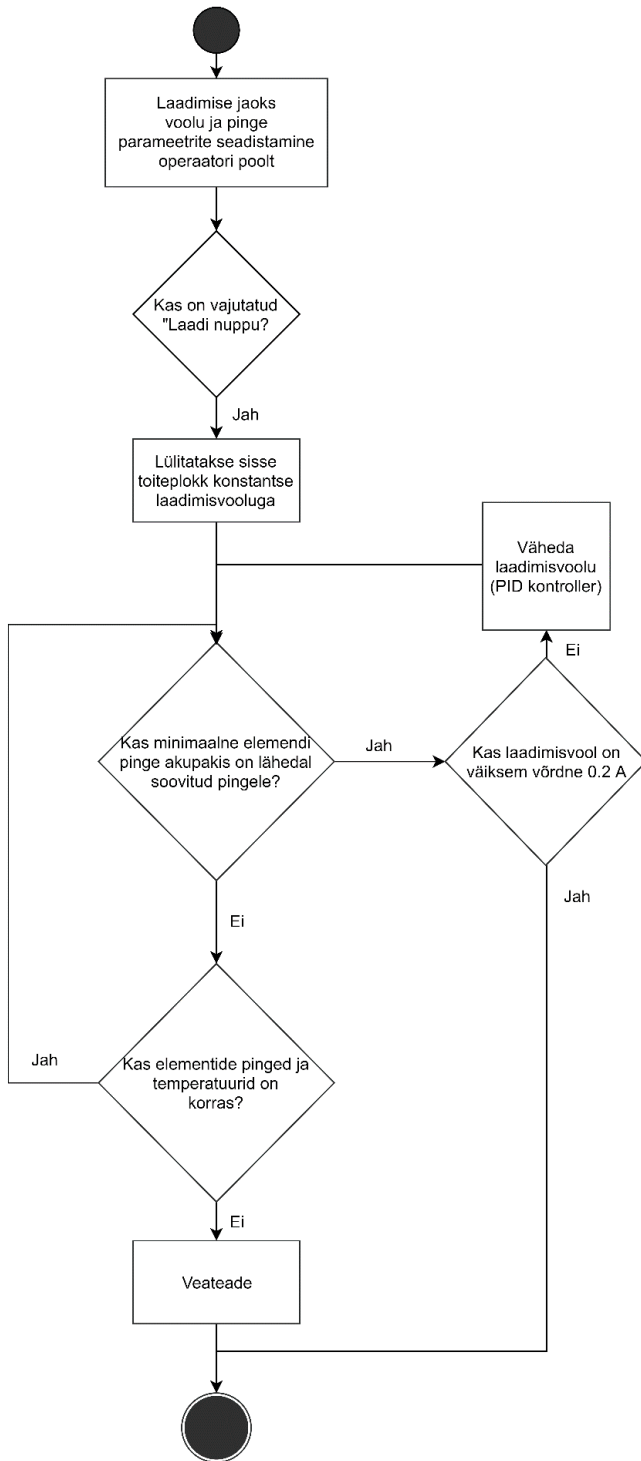 Laadimise jaoks
voolu ja pinge
parameetrite seadistamine
operaatori poolt
Kas on vajutatud
"Laadi nuppu?
Jah
Lülitatakse sisse
toiteplokk konstantse
laadimisvooluga
Väheda
laadimisvoolu
(PID kontroller)
Ei
Kas minimaalne elemendi
pinge akupakis on lähedal
soovitud pingele?
Jah
Kas laadimisvool on
väiksem võrdne 0.2 A
Jah
Ei
Kas elementide pinged ja
temperatuurid on
korras?
Jah
Ei
Veateade